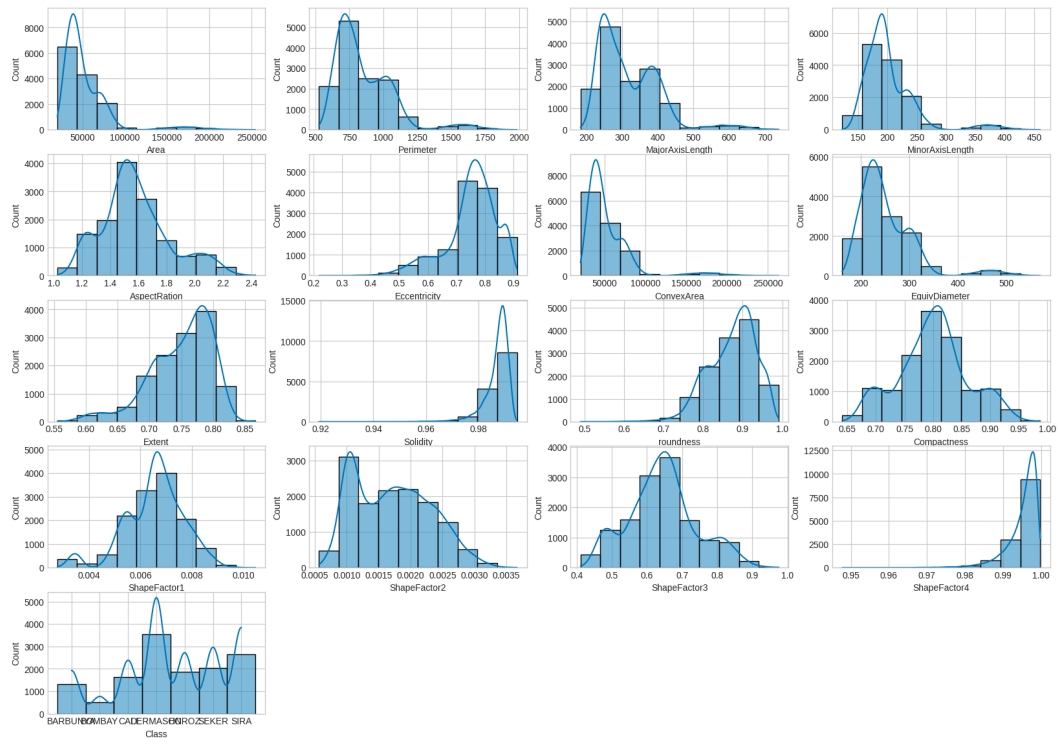 Count
8000
6000
4000
2000
0
50000 100000 150000 200000 250000
Area
Count
6000
5000
4000
3000
2000
1000
0
500 750 1000 1250 1500 1750 2000
Perimeter
Count
5000
4000
3000
2000
1000
0
200 300 400 500 600 700
MajorAxisLength
Count
6000
4000
2000
0
150 200 250 300 350 400 450
MinorAxisLength
Count
4000
3000
2000
1000
0
1.0 1.2 1.4 1.6 1.8 2.0 2.2 2.4
AspectRation
Count
5000
4000
3000
2000
1000
0
0.2 0.3 0.4 0.5 0.6 0.7 0.8 0.9
Eccentricity
Count
8000
6000
4000
2000
0
50000 100000 150000 200000 250000
ConvexArea
Count
6000
4000
2000
0
200 300 400 500
EquivDiameter
Count
4000
3000
2000
1000
0
0.55 0.60 0.65 0.70 0.75 0.80 0.85
Extent
Count
15000
10000
5000
0
0.92 0.94 0.96 0.98
Solidity
Count
5000
4000
3000
2000
1000
0
0.5 0.6 0.7 0.8 0.9 1.0
roundness
Count
4000
3000
2000
1000
0
0.65 0.70 0.75 0.80 0.85 0.90 0.95 1.00
Compactness
Count
5000
4000
3000
2000
1000
0
0.004 0.006 0.008 0.010
ShapeFactor1
Count
3000
2000
1000
0
0.0005 0.0010 0.0015 0.0020 0.0025 0.0030 0.0035
ShapeFactor2
Count
4000
3000
2000
1000
0
0.4 0.5 0.6 0.7 0.8 0.9 1.0
ShapeFactor3
Count
12500
10000
7500
5000
2500
0
0.95 0.96 0.97 0.98 0.99 1.00
ShapeFactor4
Count
5000
4000
3000
2000
1000
0
BARBUNYA BOMBAY CALI DERMASON HOROZ SEKER SIRA
Class